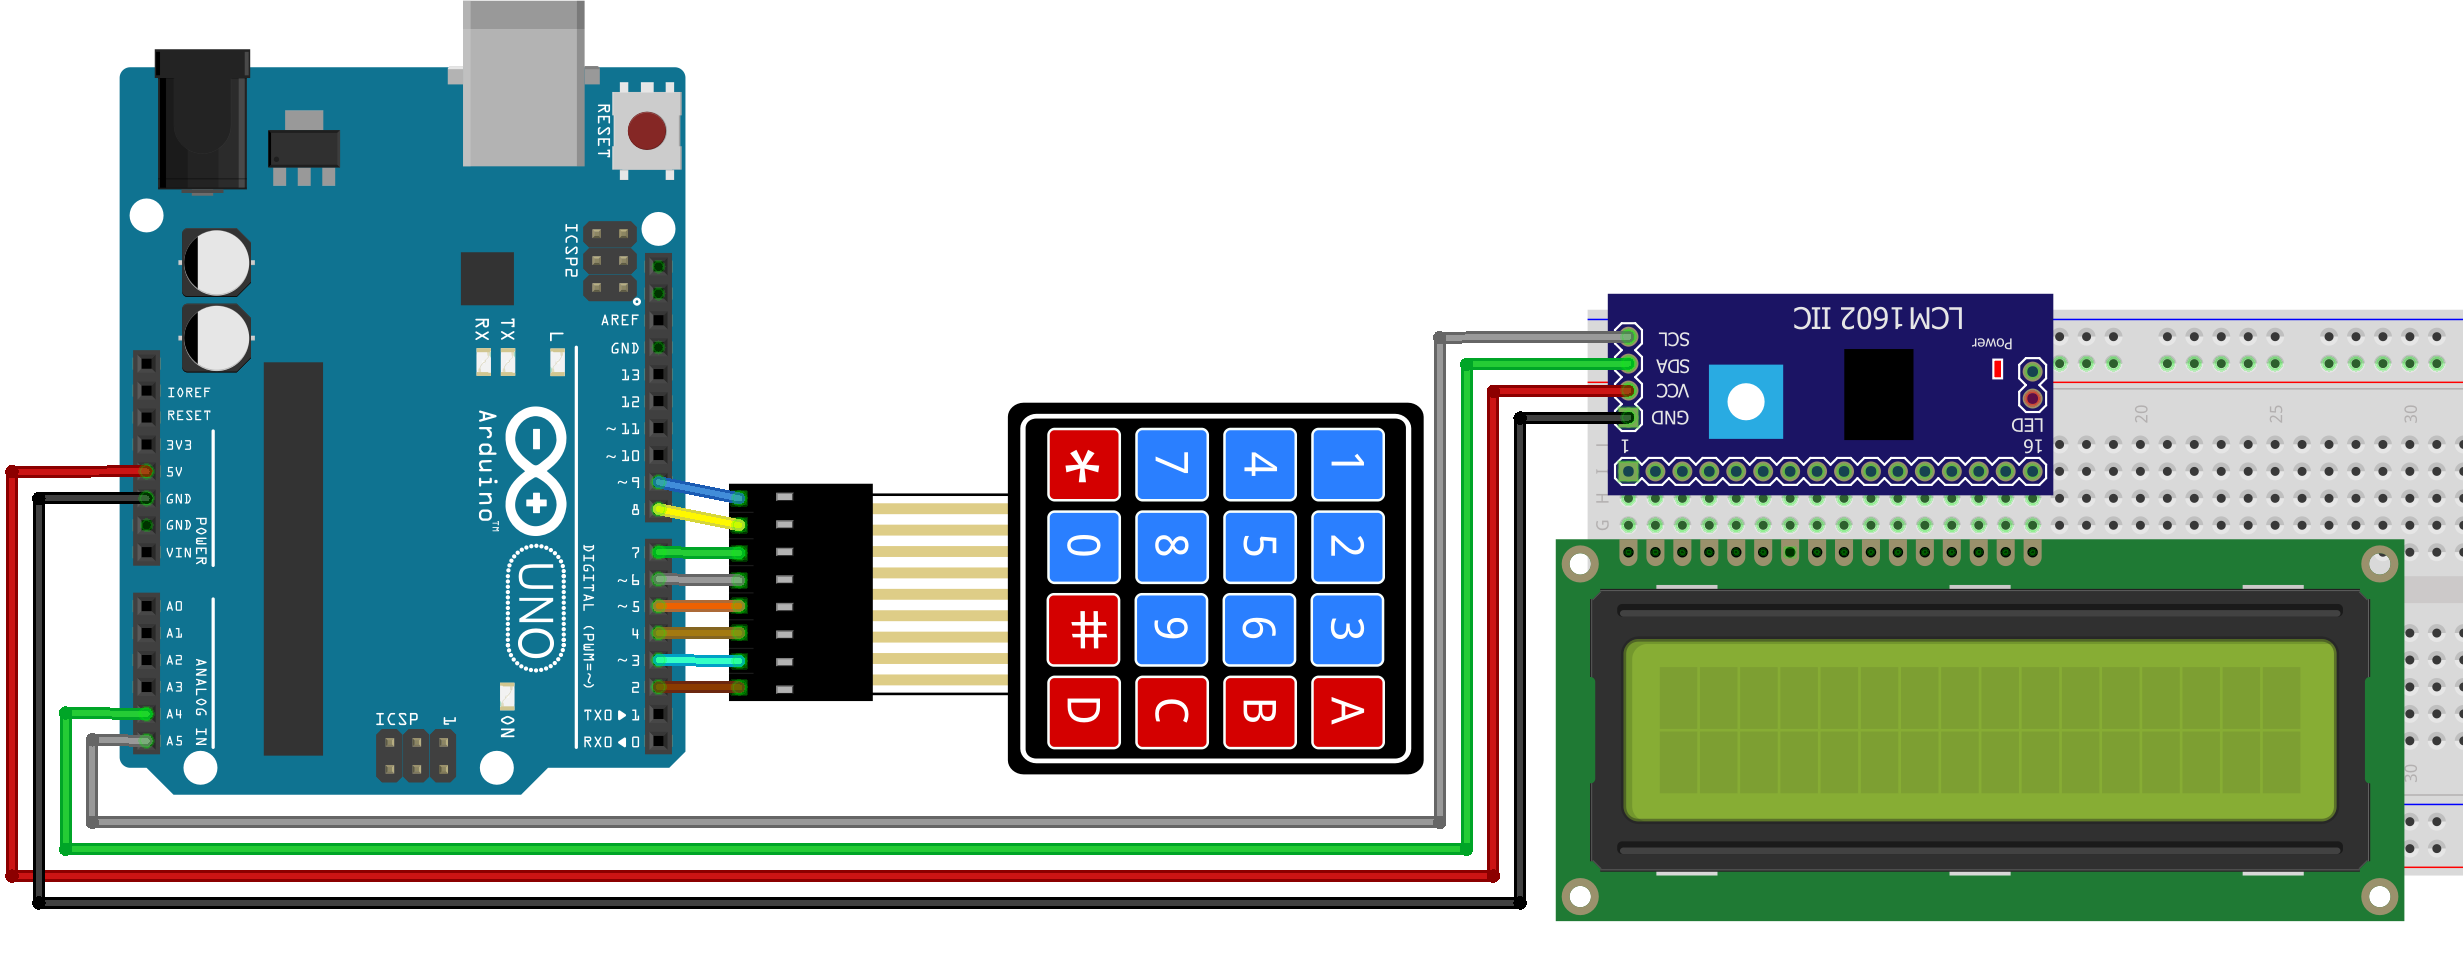 RESET
ICSP2
RX
TX
L
AREF
GND
13
12
~11
~10
~9
8
7
~6
~5
4
~3
2
TX0▶1
RX0◀0
DIGITAL (PWM=~)
IOREF
RESET
3V3
5V
GND
GND
VIN
POWER
A0
A1
A2
A3
A4
A5
ANALOG IN
Arduino™
UNO
ICSP
1
ON
* 7 4 1
0 8 5 2
# 9 6 3
D C B A
LCM1602 IIC
SCL
SDA
VCC
GND
Power
LED
1
16
20
25
30
H
G
30